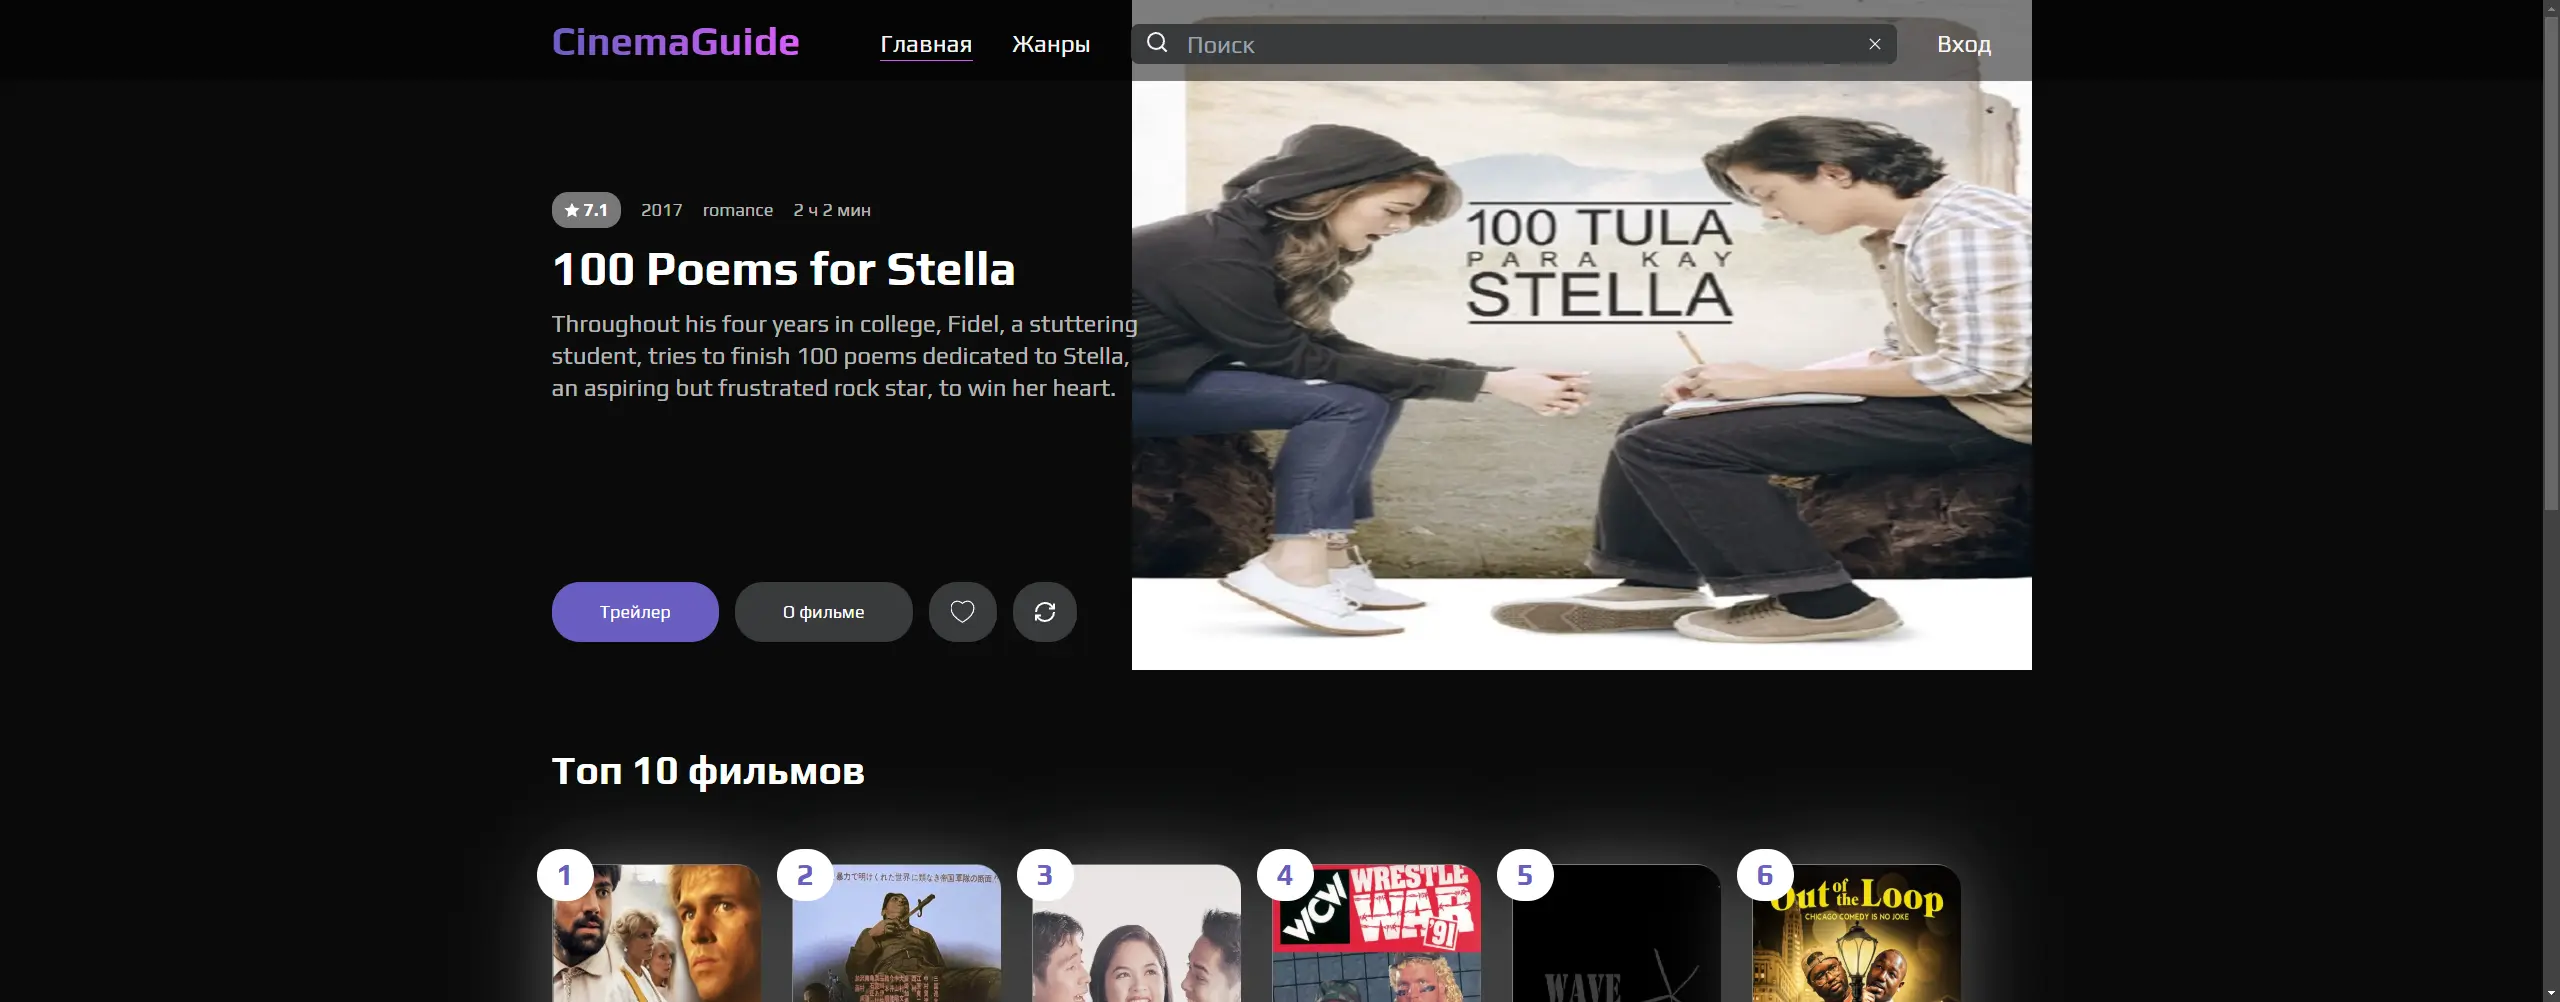 CinemaGuide
Главная
Жанры
Поиск
Вход
7.1
2017
romance
2 ч 2 мин
100 Poems for Stella
Throughout his four years in college, Fidel, a stuttering
student, tries to finish 100 poems dedicated to Stella,
an aspiring but frustrated rock star, to win her heart.
100 TULA
PARA KAY
STELLA
Трейлер
О фильме
Топ 10 фильмов
1
2
3
4
WCW
WRESTLE
WAR
'91
5
WAVE
6
Out of the Loop
CHICAGO COMEDY IS NO JOKE